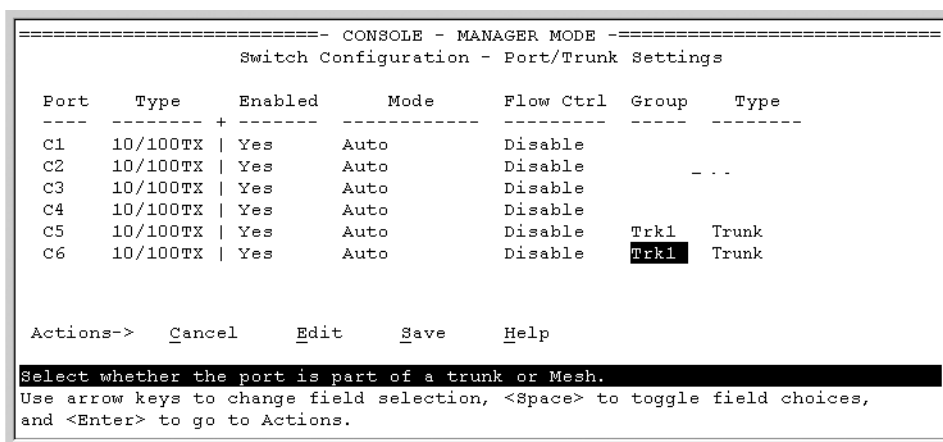 ===========================- CONSOLE - MANAGER MODE -============================
Switch Configuration - Port/Trunk Settings
Port Type Enabled Mode Flow Ctrl Group Type
---- -------- + ------- ------------ --------- ----- --------
C1 10/100TX | Yes Auto Disable
C2 10/100TX | Yes Auto Disable
C3 10/100TX | Yes Auto Disable
C4 10/100TX | Yes Auto Disable
C5 10/100TX | Yes Auto Disable Trk1 Trunk
C6 10/100TX | Yes Auto Disable Trk1 Trunk
Actions-> Cancel Edit Save Help
Select whether the port is part of a trunk or Mesh.
Use arrow keys to change field selection, <Space> to toggle field choices,
and <Enter> to go to Actions.